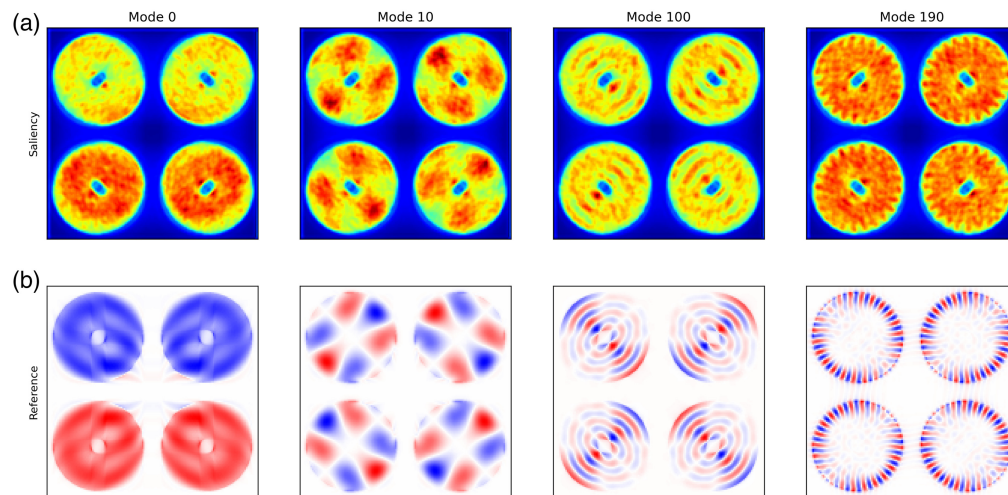 (a)
Mode 0
Mode 10
Mode 100
Mode 190
Saliency
(b)
Reference